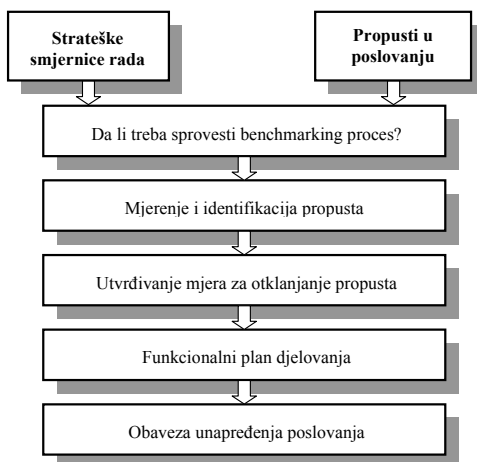 Strateške
smjernice rada
Propusti u
poslovanju
Da li treba sprovesti benchmarking proces?
Mjerenje i identifikacija propusta
Utvrđivanje mjera za otklanjanje propusta
Funkcionalni plan djelovanja
Obaveza unapređenja poslovanja